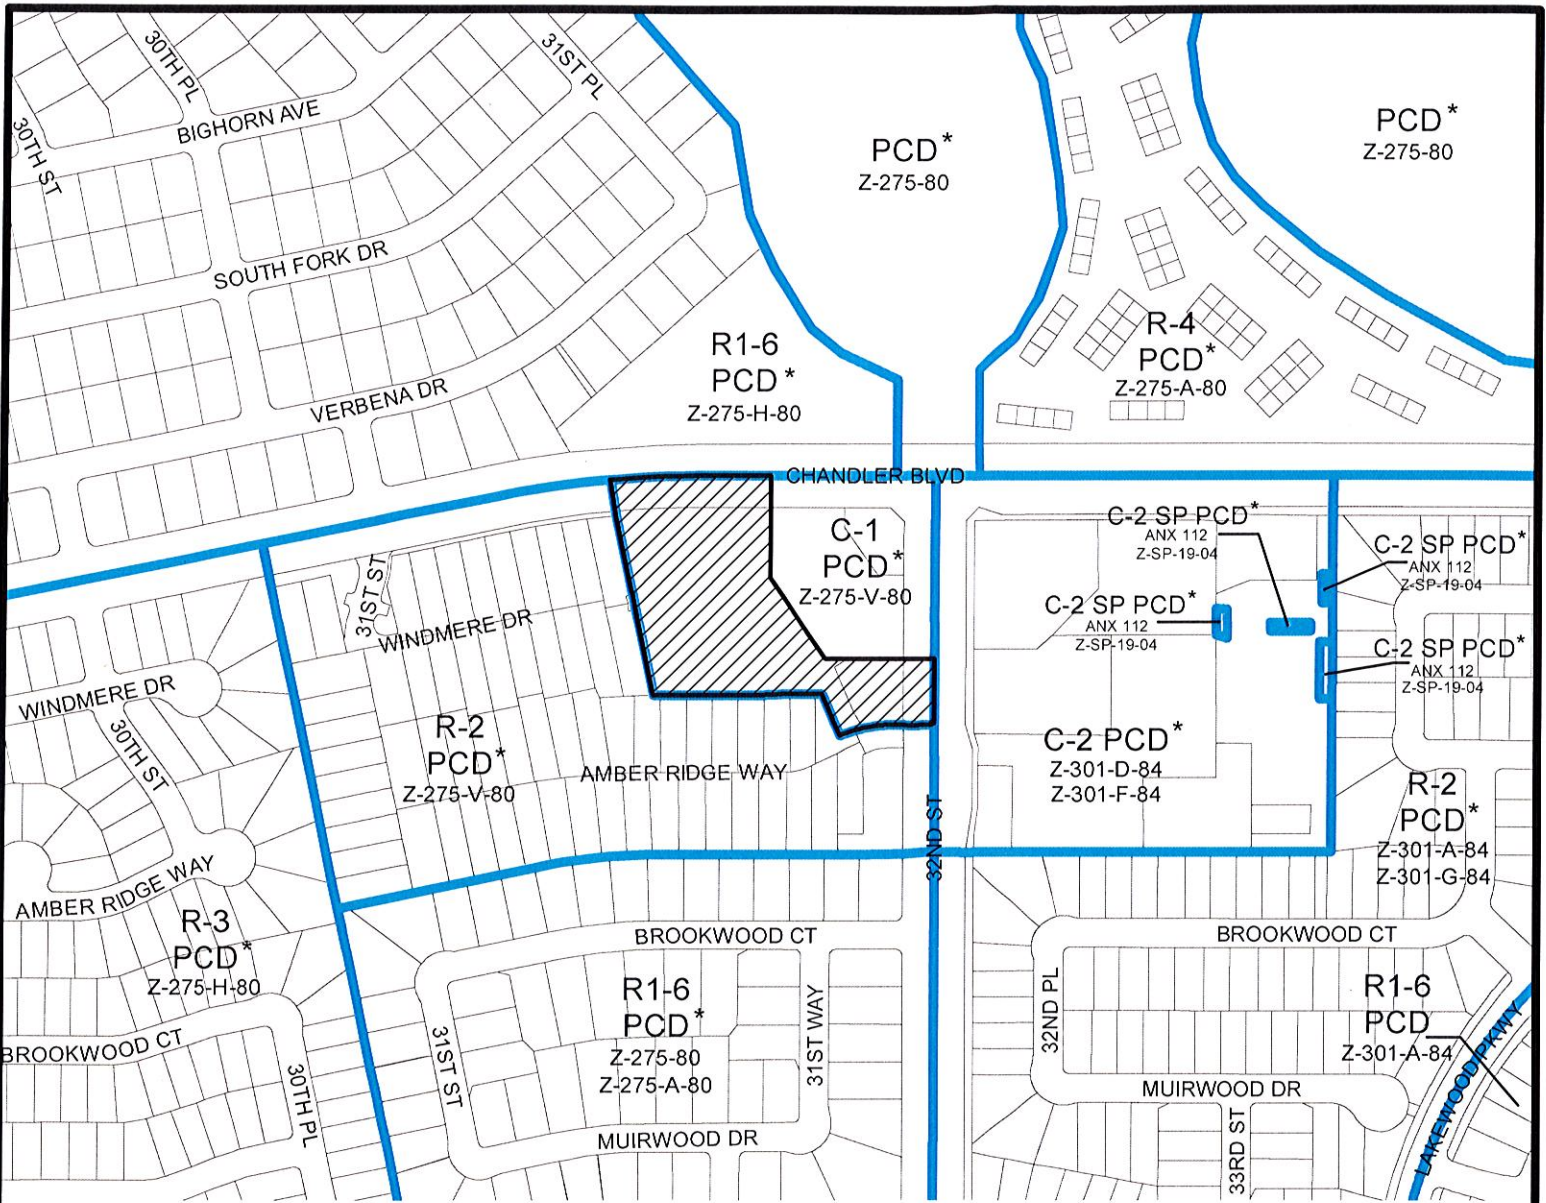 30TH PL
31ST PL
BIGHORN AVE
30TH ST
PCD*
Z-275-80
PCD*
Z-275-80
SOUTH FORK DR
R1-6
PCD*
Z-275-H-80
R-4
PCD*
Z-275-A-80
VERBENA DR
CHANDLER BLVD
C-1
PCD*
Z-275-V-80
C-2 SP PCD*
ANX 112
Z-SP-19-04
C-2 SP PCD*
ANX 112
Z-SP-19-04
C-2 SP PCD*
ANX 112
Z-SP-19-04
C-2 SP PCD*
ANX 112
Z-SP-19-04
31ST ST
WINDMERE DR
WINDMERE DR
30TH ST
R-2
PCD*
Z-275-V-80
AMBER RIDGE WAY
C-2 PCD*
Z-301-D-84
Z-301-F-84
32ND ST
R-2
PCD*
Z-301-A-84
Z-301-G-84
AMBER RIDGE WAY
R-3
PCD*
Z-275-H-80
BROOKWOOD CT
BROOKWOOD CT
R1-6
PCD*
Z-275-80
Z-275-A-80
31ST WAY
32ND PL
R1-6
PCD
Z-301-A-84
LAKEWOOD PKWY
BROOKWOOD CT
30TH PL
31ST ST
MUIRWOOD DR
MUIRWOOD DR
33RD ST